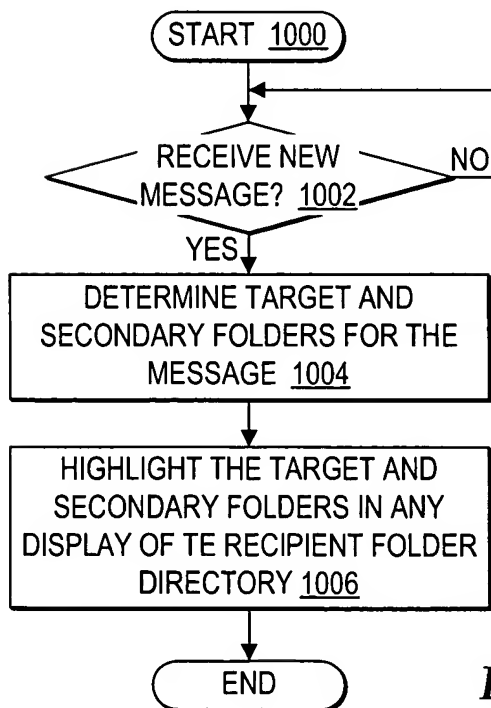 START 1000
RECEIVE NEW
MESSAGE? 1002
NO
YES
DETERMINE TARGET AND
SECONDARY FOLDERS FOR THE
MESSAGE 1004
HIGHLIGHT THE TARGET AND
SECONDARY FOLDERS IN ANY
DISPLAY OF TE RECIPIENT FOLDER
DIRECTORY 1006
END